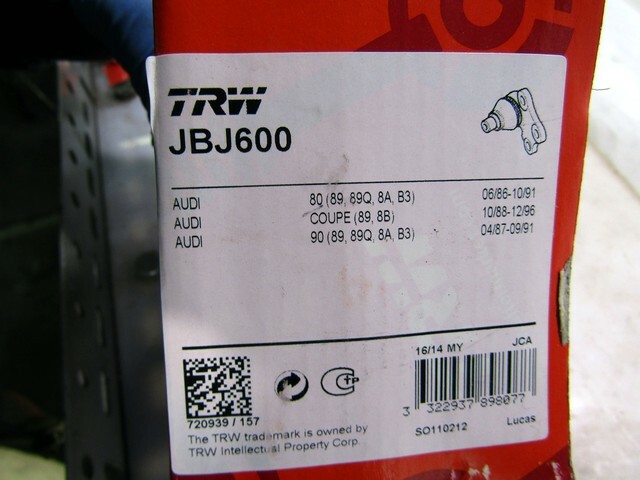 TRW
JBJ600
AUDI 80 (89, 89Q, 8A, B3) 06/86-10/91
AUDI COUPE (89, 8B) 10/88-12/96
AUDI 90 (89, 89Q, 8A, B3) 04/87-09/91
16/14 MY JCA
3 322937 898077
720939 / 157
SO110212 Lucas
The TRW trademark is owned by
TRW Intellectual Property Corp.